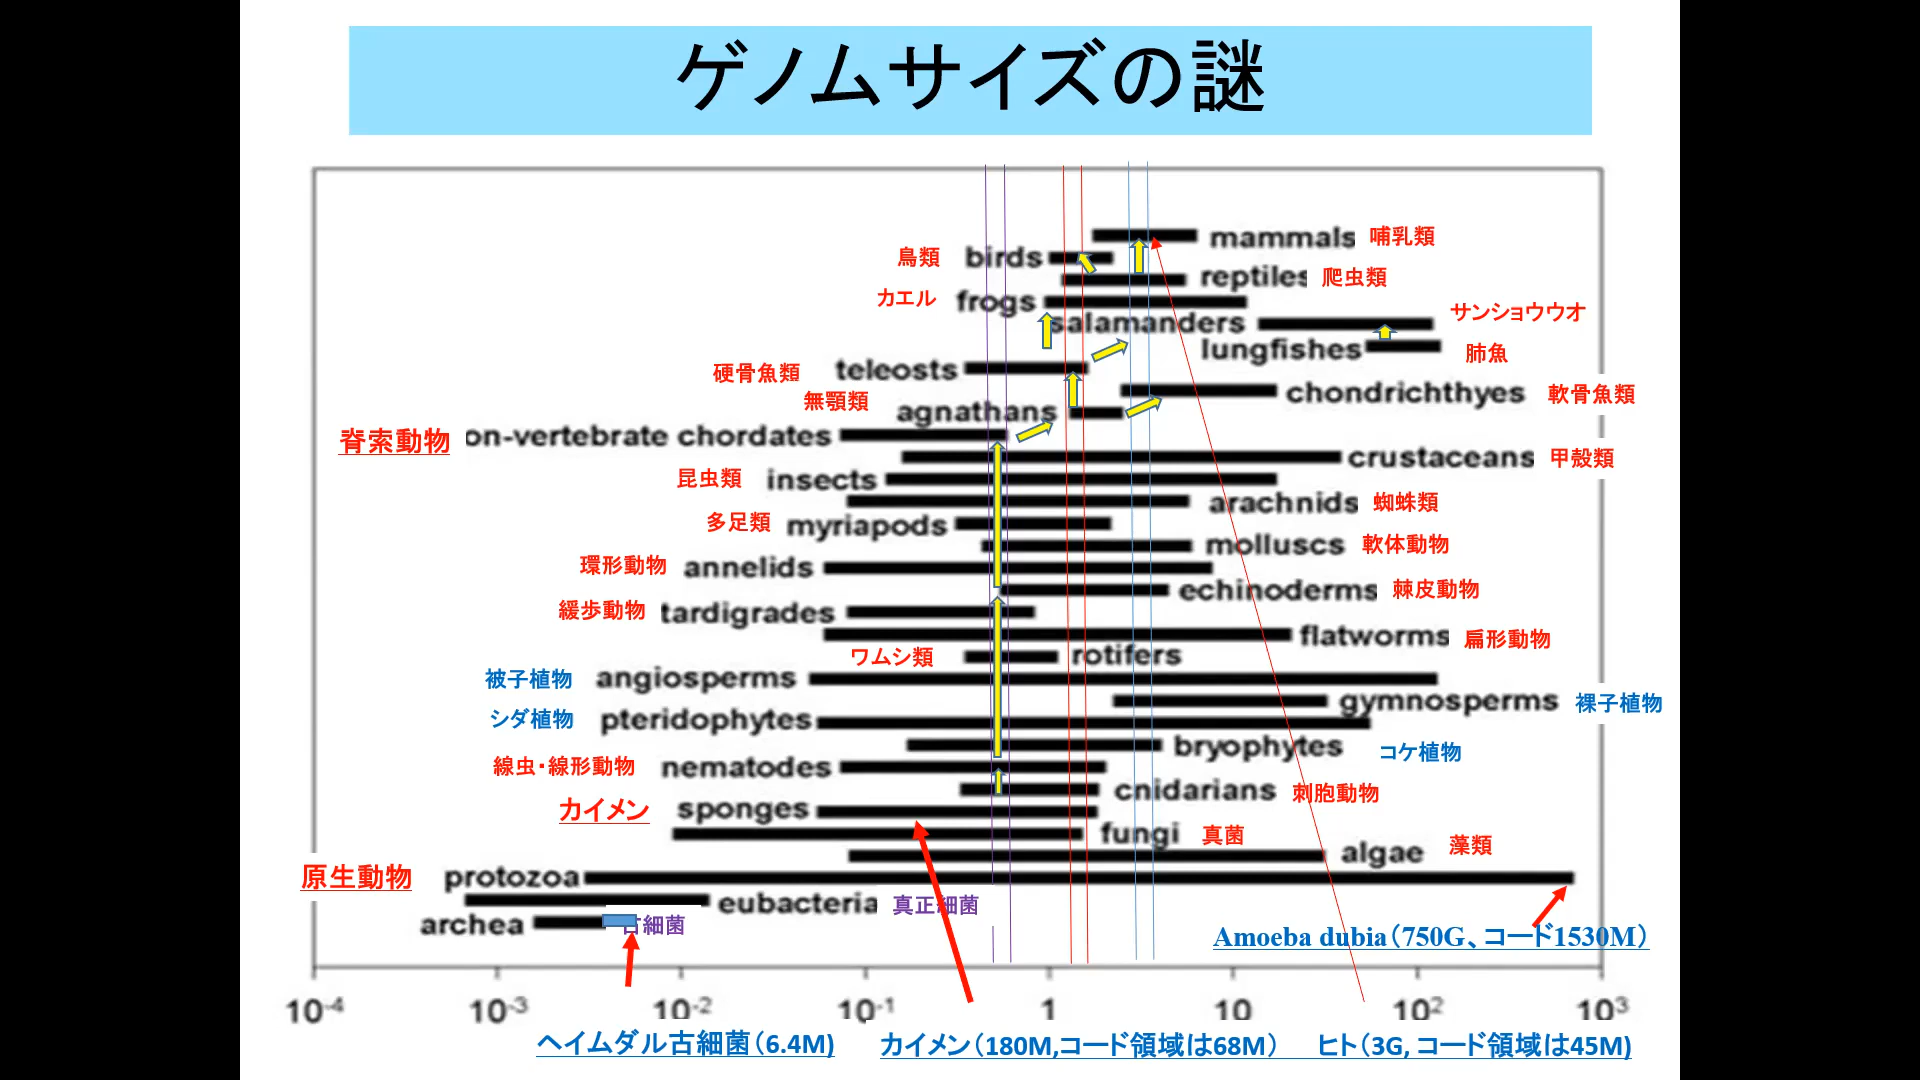 ゲノムサイズの謎
mammals 哺乳類
鳥類 birds
reptiles 爬虫類
カエル frogs
salamanders サンショウウオ
lungfishes 肺魚
硬骨魚類 teleosts
chondrichthyes 軟骨魚類
無顎類 agnathans
脊索動物 on-vertebrate chordates
crustaceans 甲殻類
昆虫類 insects
arachnids 蜘蛛類
多足類 myriapods
molluscs 軟体動物
環形動物 annelids
echinoderms 棘皮動物
緩歩動物 tardigrades
flatworms 扁形動物
ワムシ類 rotifers
被子植物 angiosperms
gymnosperms 裸子植物
シダ植物 pteridophytes
bryophytes コケ植物
線虫・線形動物 nematodes
cnidarians 刺胞動物
カイメン sponges
fungi 真菌
algae 藻類
原生動物 protozoa
eubacteria 真正細菌
archea 古細菌
Amoeba dubia（750G、コード1530M）
10-4 10-3 10-2 10-1 1 10 102 103
ヘイムダル古細菌（6.4M) カイメン（180M,コード領域は68M） ヒト（3G, コード領域は45M)